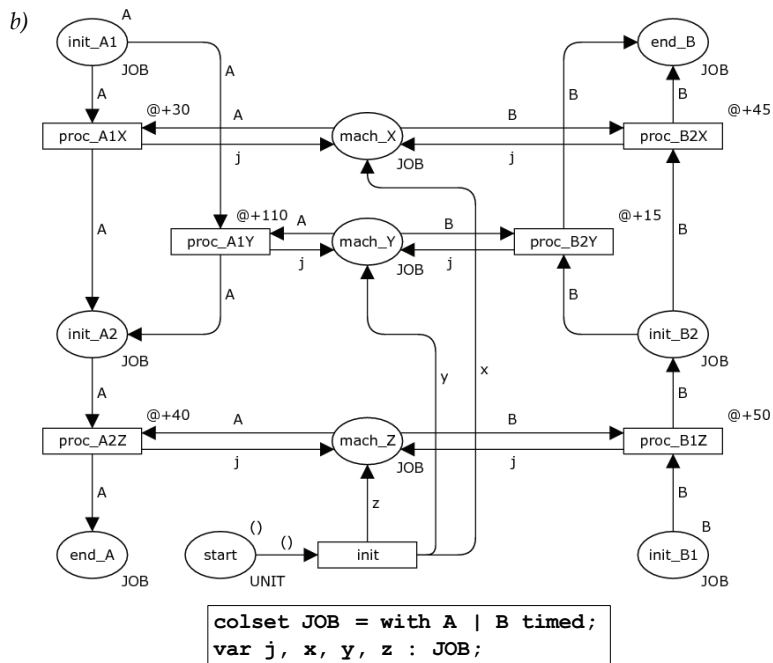 b)
A
init_A1
JOB
end_B
JOB
A
A
B
B
@+30
A
B
@+45
proc_A1X
mach_X
proc_B2X
j
JOB
j
@+110
A
B
@+15
A
proc_A1Y
mach_Y
proc_B2Y
B
j
JOB
j
A
B
init_A2
JOB
init_B2
JOB
x
y
A
B
@+40
A
B
@+50
proc_A2Z
mach_Z
proc_B1Z
j
JOB
j
A
z
B
()
()
B
end_A
start
init
init_B1
JOB
UNIT
JOB
colset JOB = with A | B timed;
var j, x, y, z : JOB;